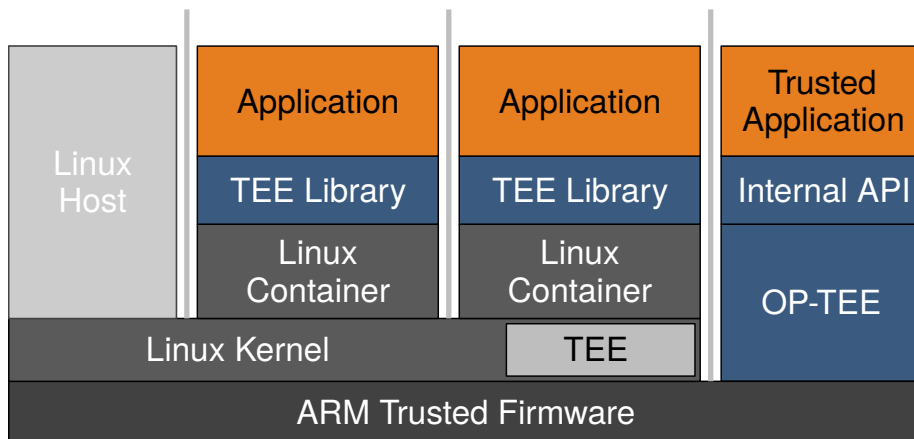 Linux
Host
Application
TEE Library
Linux
Container
Application
TEE Library
Linux
Container
Trusted
Application
Internal API
OP-TEE
Linux Kernel
TEE
ARM Trusted Firmware